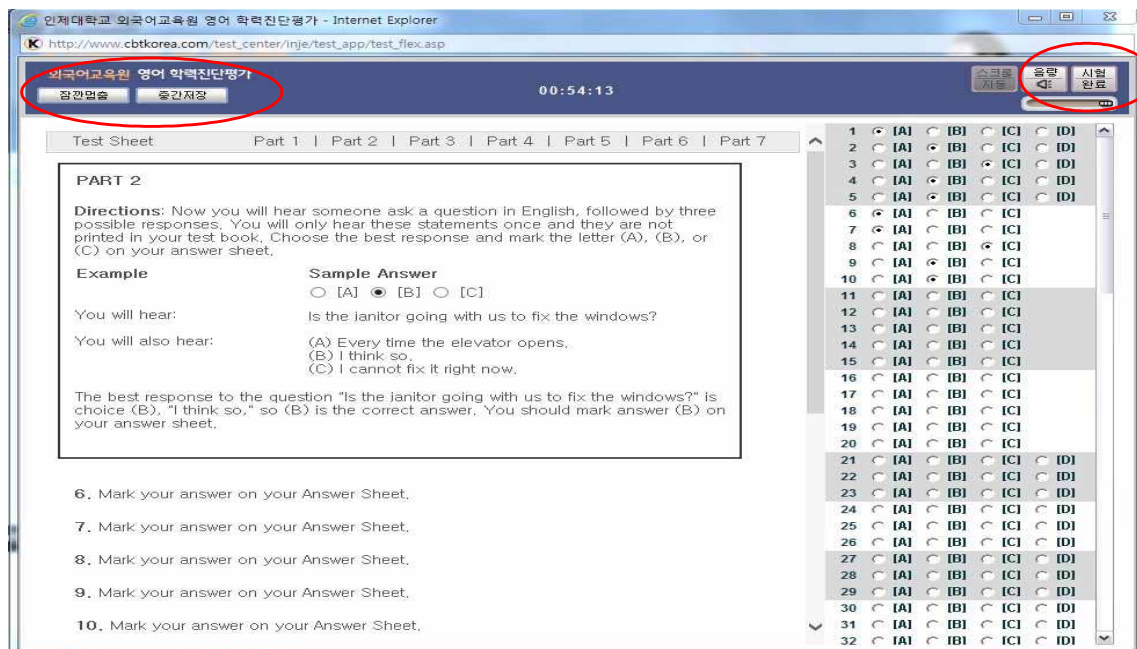 인제대학교 외국어교육원 영어 학력진단평가 - Internet Explorer
http://www.cbtkorea.com/test_center/inje/test_app/test_flex.asp
외국어교육원 영어 학력진단평가
잠깐멈춤 중간저장
00:54:13
스크롤 자동
음량
시험 완료
Test Sheet Part 1 | Part 2 | Part 3 | Part 4 | Part 5 | Part 6 | Part 7
PART 2
Directions: Now you will hear someone ask a question in English, followed by three
possible responses, You will only hear these statements once and they are not
printed in your test book, Choose the best response and mark the letter (A), (B), or
(C) on your answer sheet,
Example Sample Answer
[A] [B] [C]
You will hear: Is the janitor going with us to fix the windows?
You will also hear: (A) Every time the elevator opens,
(B) I think so,
(C) I cannot fix it right now,
The best response to the question "Is the janitor going with us to fix the windows?" is
choice (B), "I think so," so (B) is the correct answer, You should mark answer (B) on
your answer sheet,
6. Mark your answer on your Answer Sheet,
7. Mark your answer on your Answer Sheet,
8. Mark your answer on your Answer Sheet,
9. Mark your answer on your Answer Sheet,
10. Mark your answer on your Answer Sheet,
1 [A] [B] [C] [D]
2 [A] [B] [C] [D]
3 [A] [B] [C] [D]
4 [A] [B] [C] [D]
5 [A] [B] [C] [D]
6 [A] [B] [C]
7 [A] [B] [C]
8 [A] [B] [C]
9 [A] [B] [C]
10 [A] [B] [C]
11 [A] [B] [C]
12 [A] [B] [C]
13 [A] [B] [C]
14 [A] [B] [C]
15 [A] [B] [C]
16 [A] [B] [C]
17 [A] [B] [C]
18 [A] [B] [C]
19 [A] [B] [C]
20 [A] [B] [C]
21 [A] [B] [C] [D]
22 [A] [B] [C] [D]
23 [A] [B] [C] [D]
24 [A] [B] [C] [D]
25 [A] [B] [C] [D]
26 [A] [B] [C] [D]
27 [A] [B] [C] [D]
28 [A] [B] [C] [D]
29 [A] [B] [C] [D]
30 [A] [B] [C] [D]
31 [A] [B] [C] [D]
32 [A] [B] [C] [D]